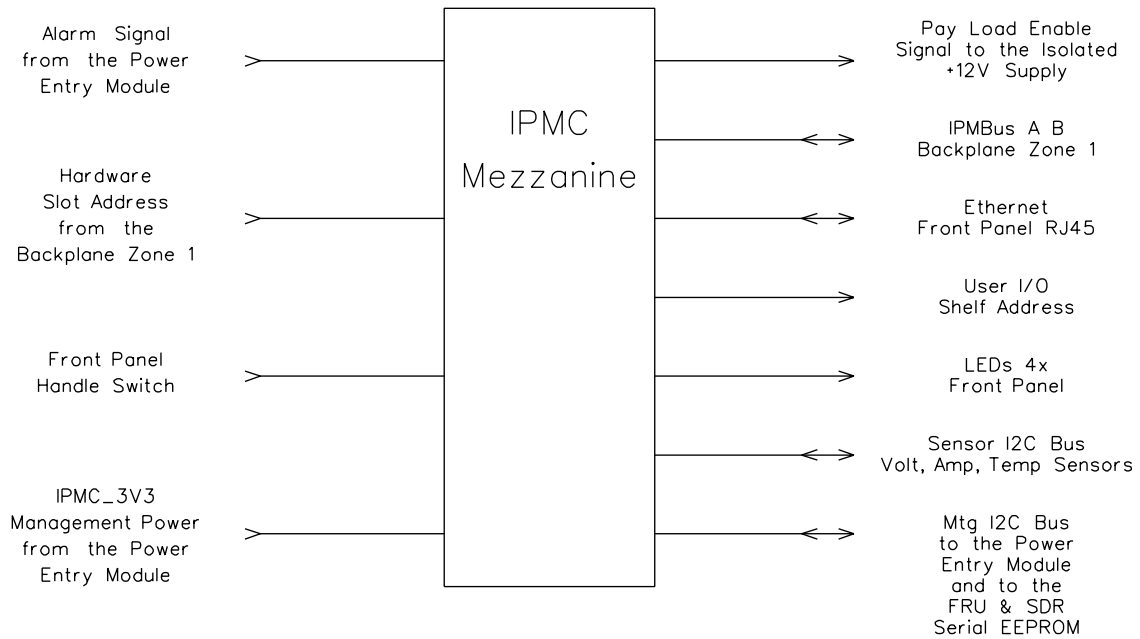 Alarm Signal
from the Power
Entry Module
Hardware
Slot Address
from the
Backplane Zone 1
Front Panel
Handle Switch
IPMC_3V3
Management Power
from the Power
Entry Module
IPMC
Mezzanine
Pay Load Enable
Signal to the Isolated
+12V Supply
IPMBus A B
Backplane Zone 1
Ethernet
Front Panel RJ45
User I/O
Shelf Address
LEDs 4x
Front Panel
Sensor I2C Bus
Volt, Amp, Temp Sensors
Mtg I2C Bus
to the Power
Entry Module
and to the
FRU & SDR
Serial EEPROM